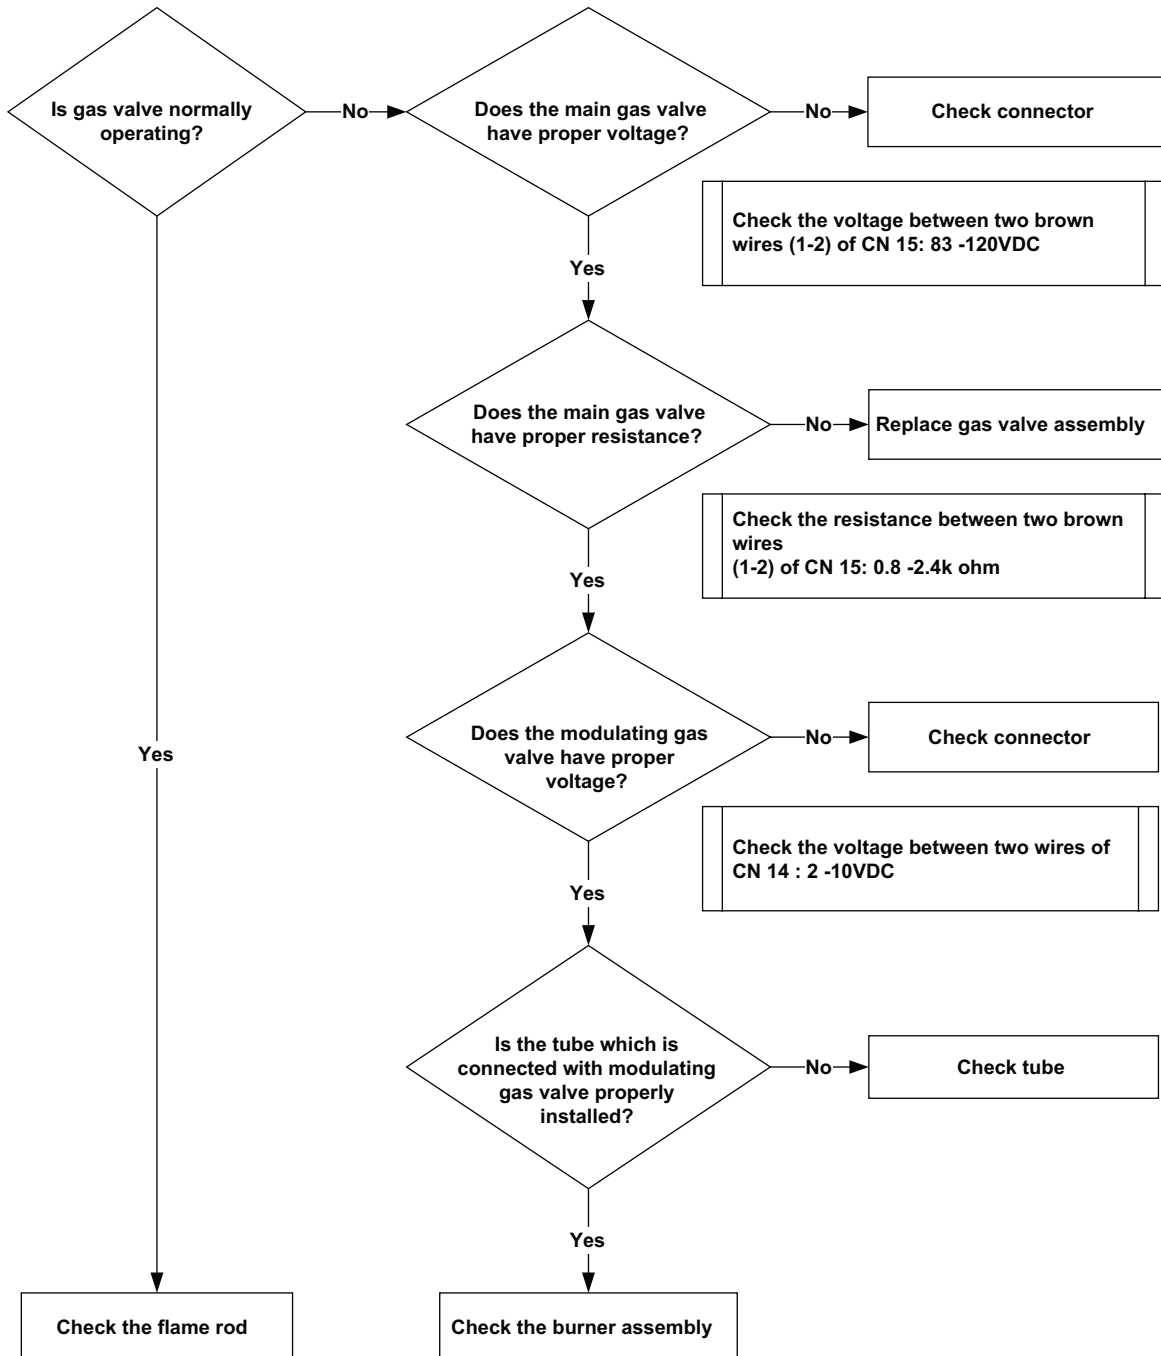 Is gas valve normally
operating?
No
Does the main gas valve
have proper voltage?
No
Check connector
Check the voltage between two brown
wires (1-2) of CN 15: 83 -120VDC
Yes
Does the main gas valve
have proper resistance?
No
Replace gas valve assembly
Check the resistance between two brown
wires
(1-2) of CN 15: 0.8 -2.4k ohm
Yes
Does the modulating gas
valve have proper
voltage?
No
Check connector
Yes
Check the voltage between two wires of
CN 14 : 2 -10VDC
Yes
Is the tube which is
connected with modulating
gas valve properly
installed?
No
Check tube
Yes
Check the flame rod
Check the burner assembly